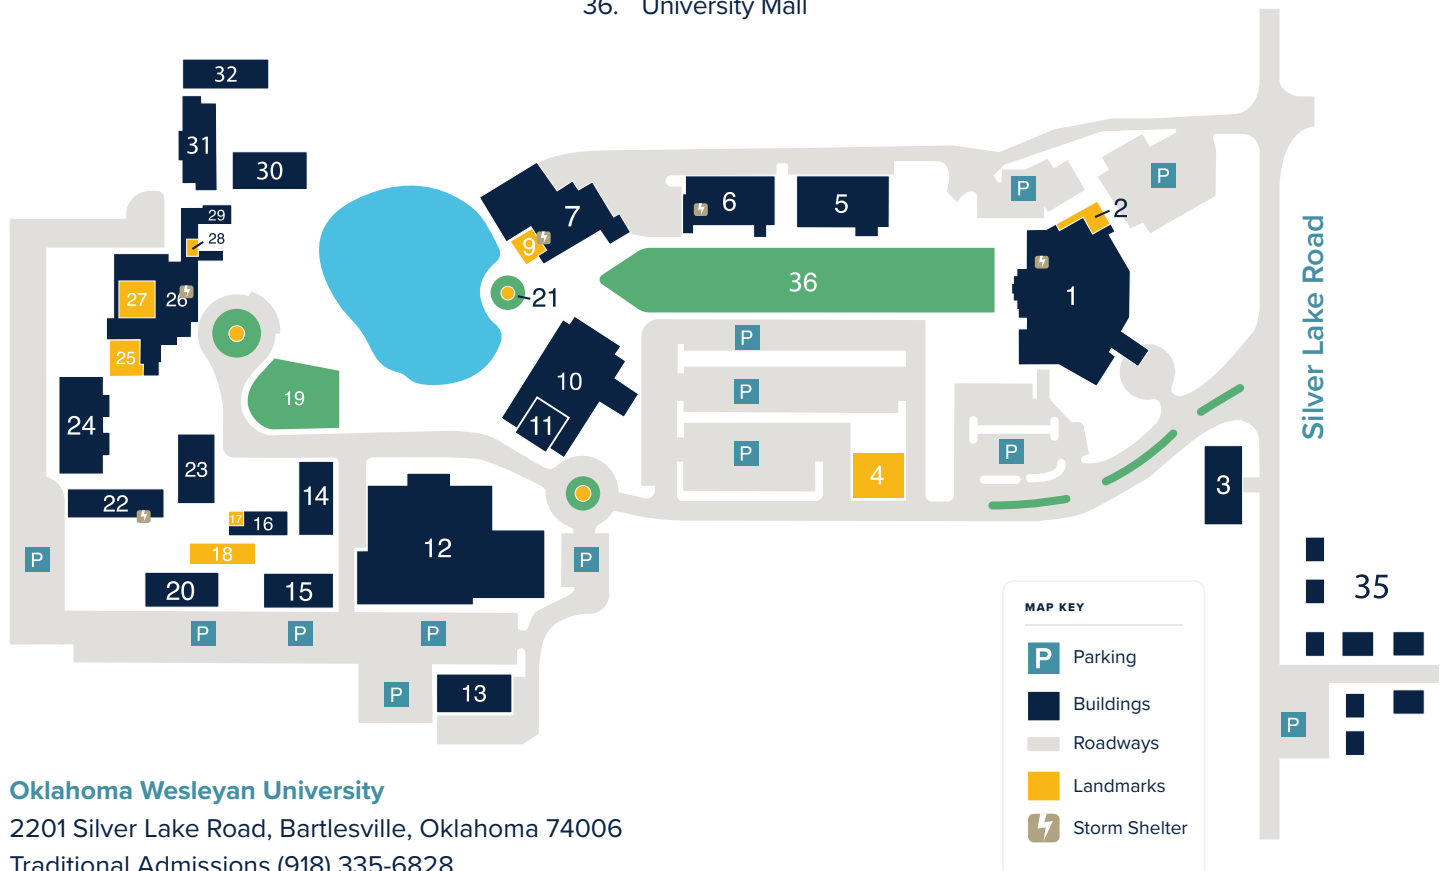 36. University Mall
32
31
30
29
28
27
26
25
24
23
22
21
20
19
18
17
16
15
14
13
12
11
10
9
7
6
5
36
4
3
2
1
35
P
P
P
P
P
P
P
P
P
P
P
P
P
Silver Lake Road
MAP KEY
P Parking
Buildings
Roadways
Landmarks
Storm Shelter
Oklahoma Wesleyan University
2201 Silver Lake Road, Bartlesville, Oklahoma 74006
Traditional Admissions (918) 335-6828